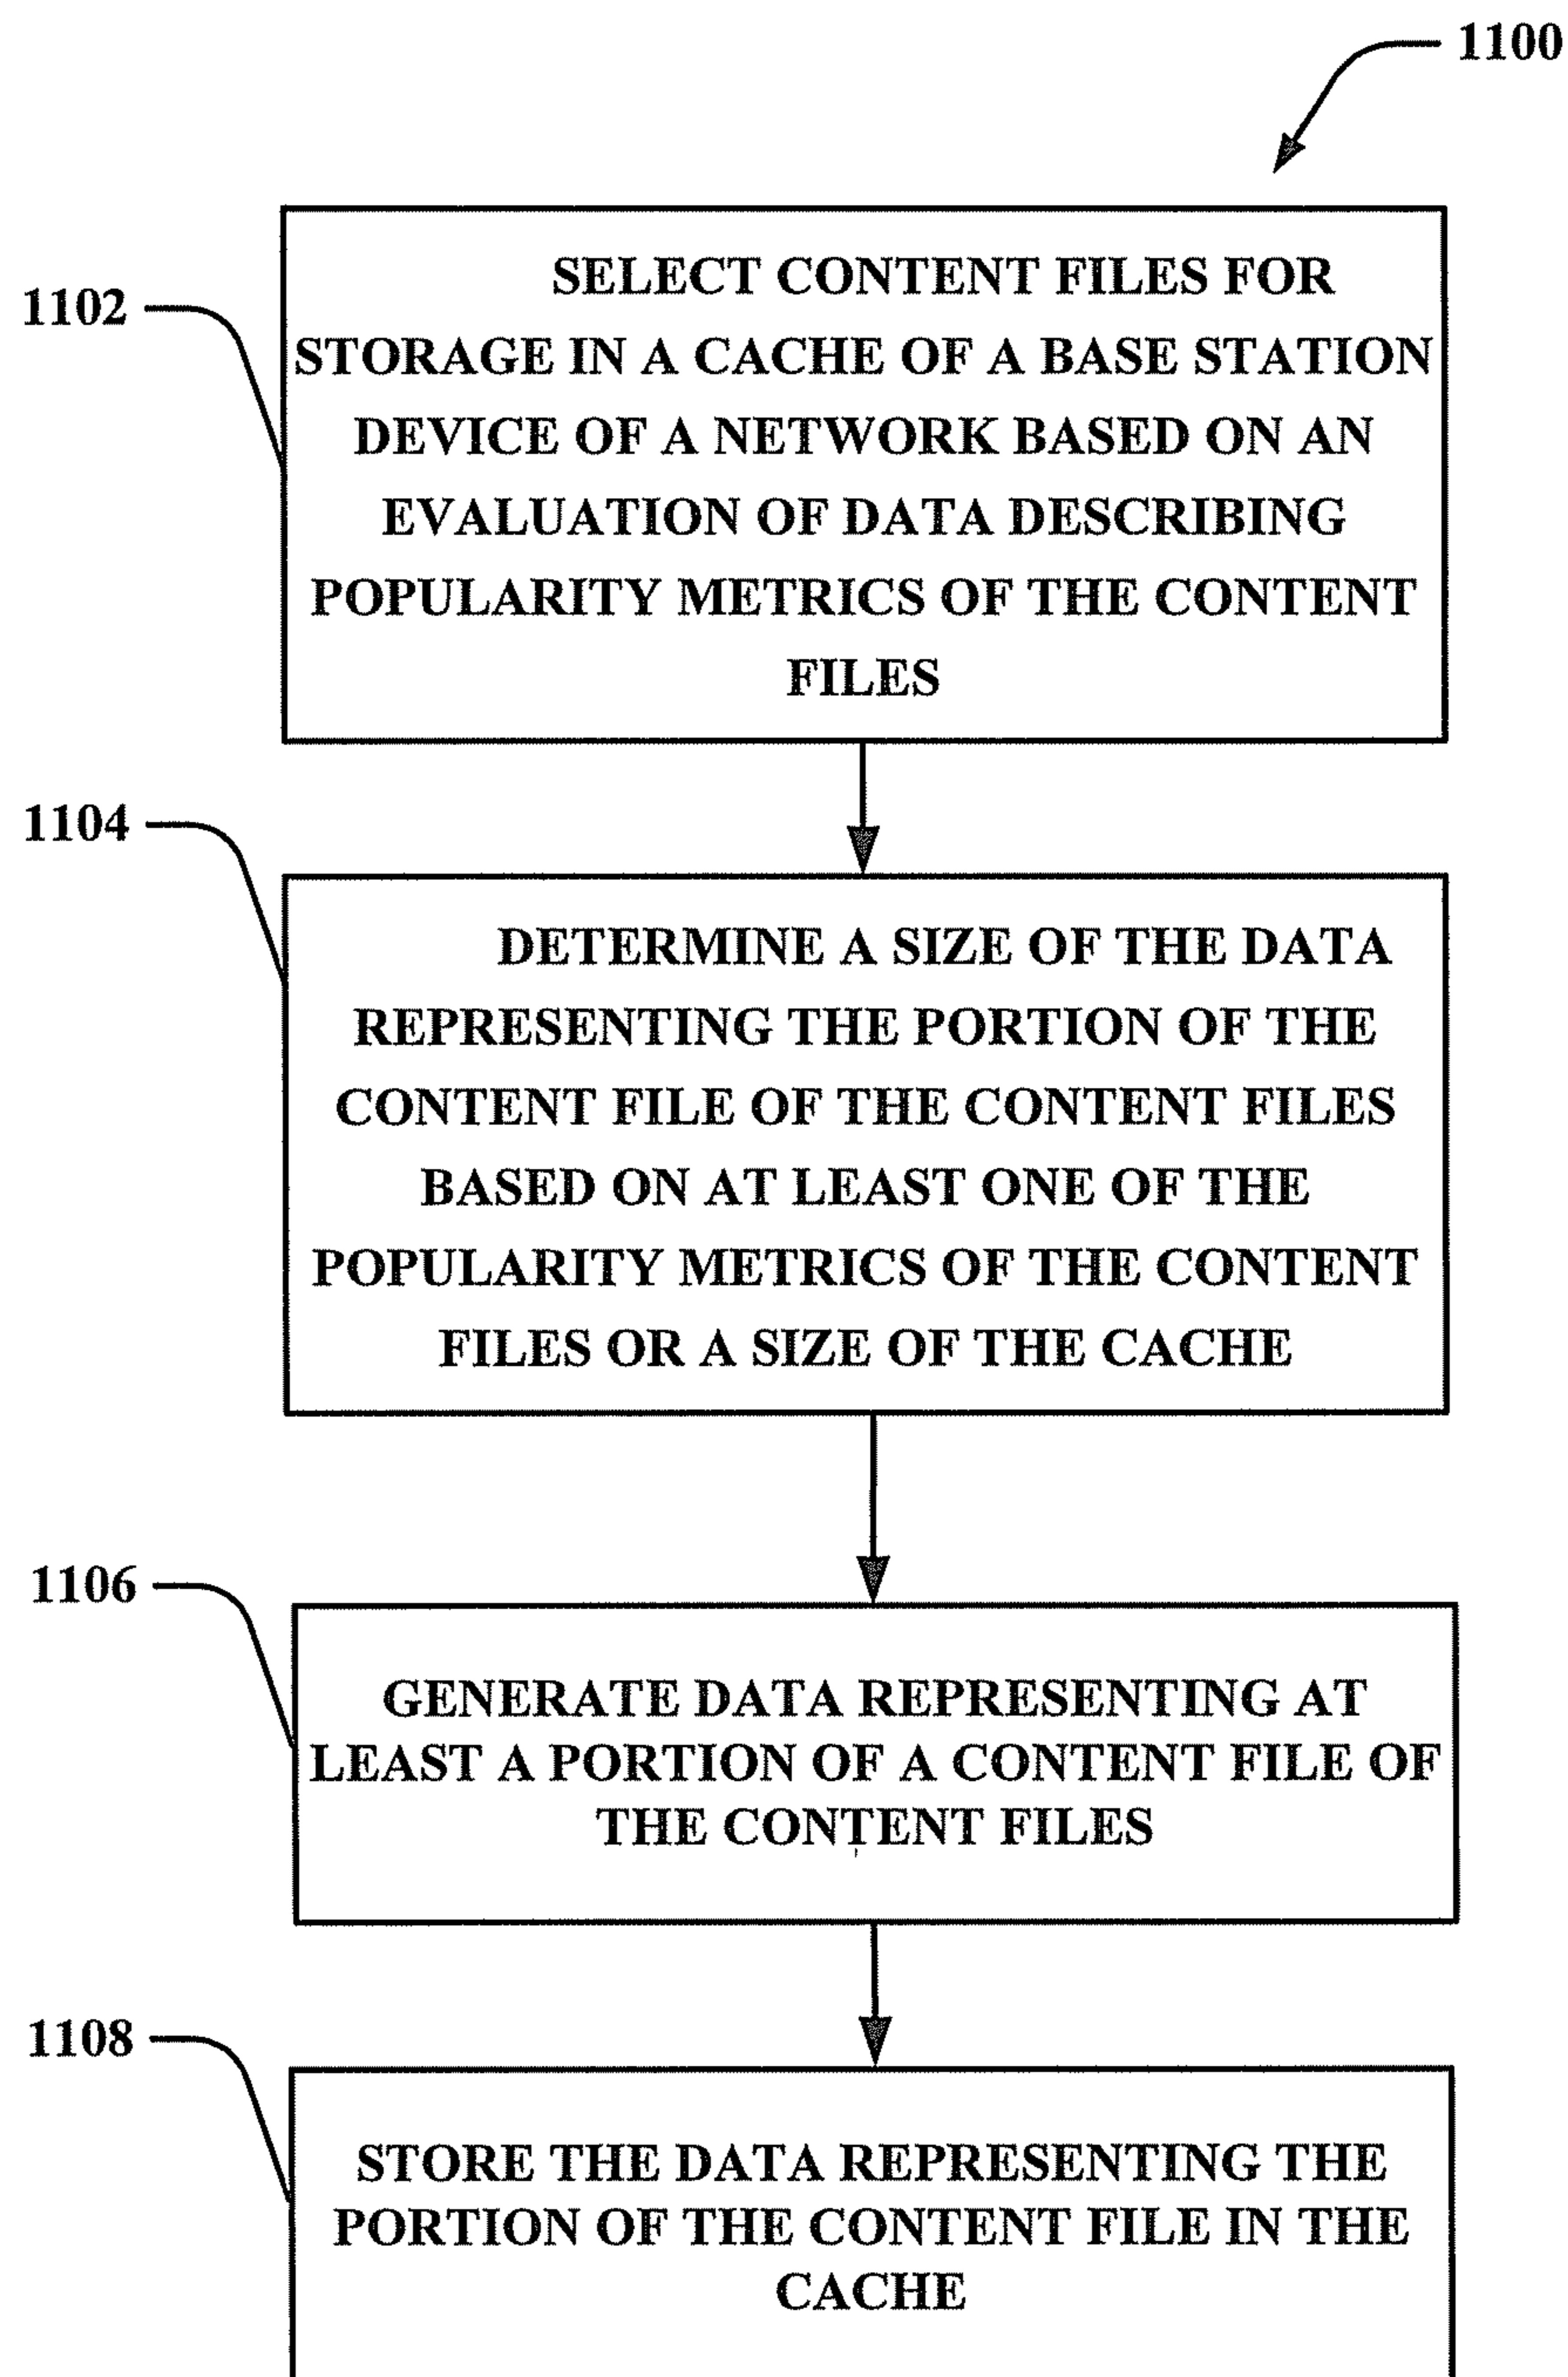 1100
1102
SELECT CONTENT FILES FOR
STORAGE IN A CACHE OF A BASE STATION
DEVICE OF A NETWORK BASED ON AN
EVALUATION OF DATA DESCRIBING
POPULARITY METRICS OF THE CONTENT
FILES
1104
DETERMINE A SIZE OF THE DATA
REPRESENTING THE PORTION OF THE
CONTENT FILE OF THE CONTENT FILES
BASED ON AT LEAST ONE OF THE
POPULARITY METRICS OF THE CONTENT
FILES OR A SIZE OF THE CACHE
1106
GENERATE DATA REPRESENTING AT
LEAST A PORTION OF A CONTENT FILE OF
THE CONTENT FILES
1108
STORE THE DATA REPRESENTING THE
PORTION OF THE CONTENT FILE IN THE
CACHE